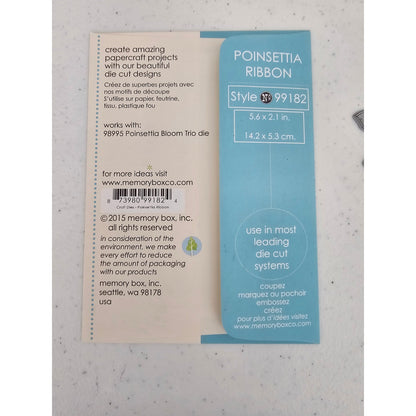 create amazing
papercraft projects
with our beautiful
die cut designs
Créez de superbes projets avec
nos motifs de découpe
S'utilise sur papier, feutrine,
tissu, plastique fou
works with:
98995 Poinsettia Bloom Trio die
for more ideas visit
www.memoryboxco.com
8 73980 99182 4
Craft Dies - Poinsettia Ribbon
©2015 memory box, inc.
all rights reserved
in consideration of the
environment, we make
every effort to reduce
the amount of packaging
with our products
memory box, inc.
seattle, wa 98178
usa
POINSETTIA
RIBBON
Style № 99182
5.6 x 2.1 in.
14.2 x 5.3 cm.
use in most
leading
die cut
systems
coupez
marquez au pochoir
embossez
créez
pour plus d'idées visitez
www.memoryboxco.com